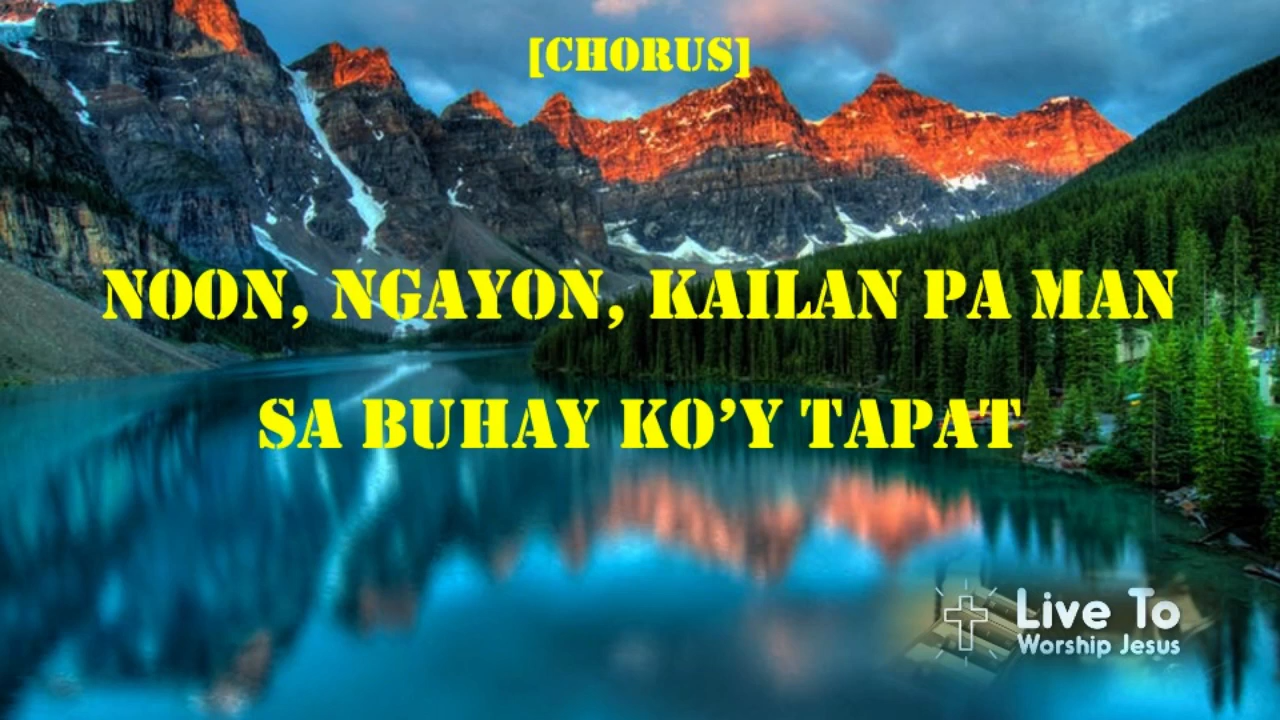 [CHORUS]
NOON, NGAYON, KAILAN PA MAN
SA BUHAY KO’Y TAPAT
Live To
Worship Jesus